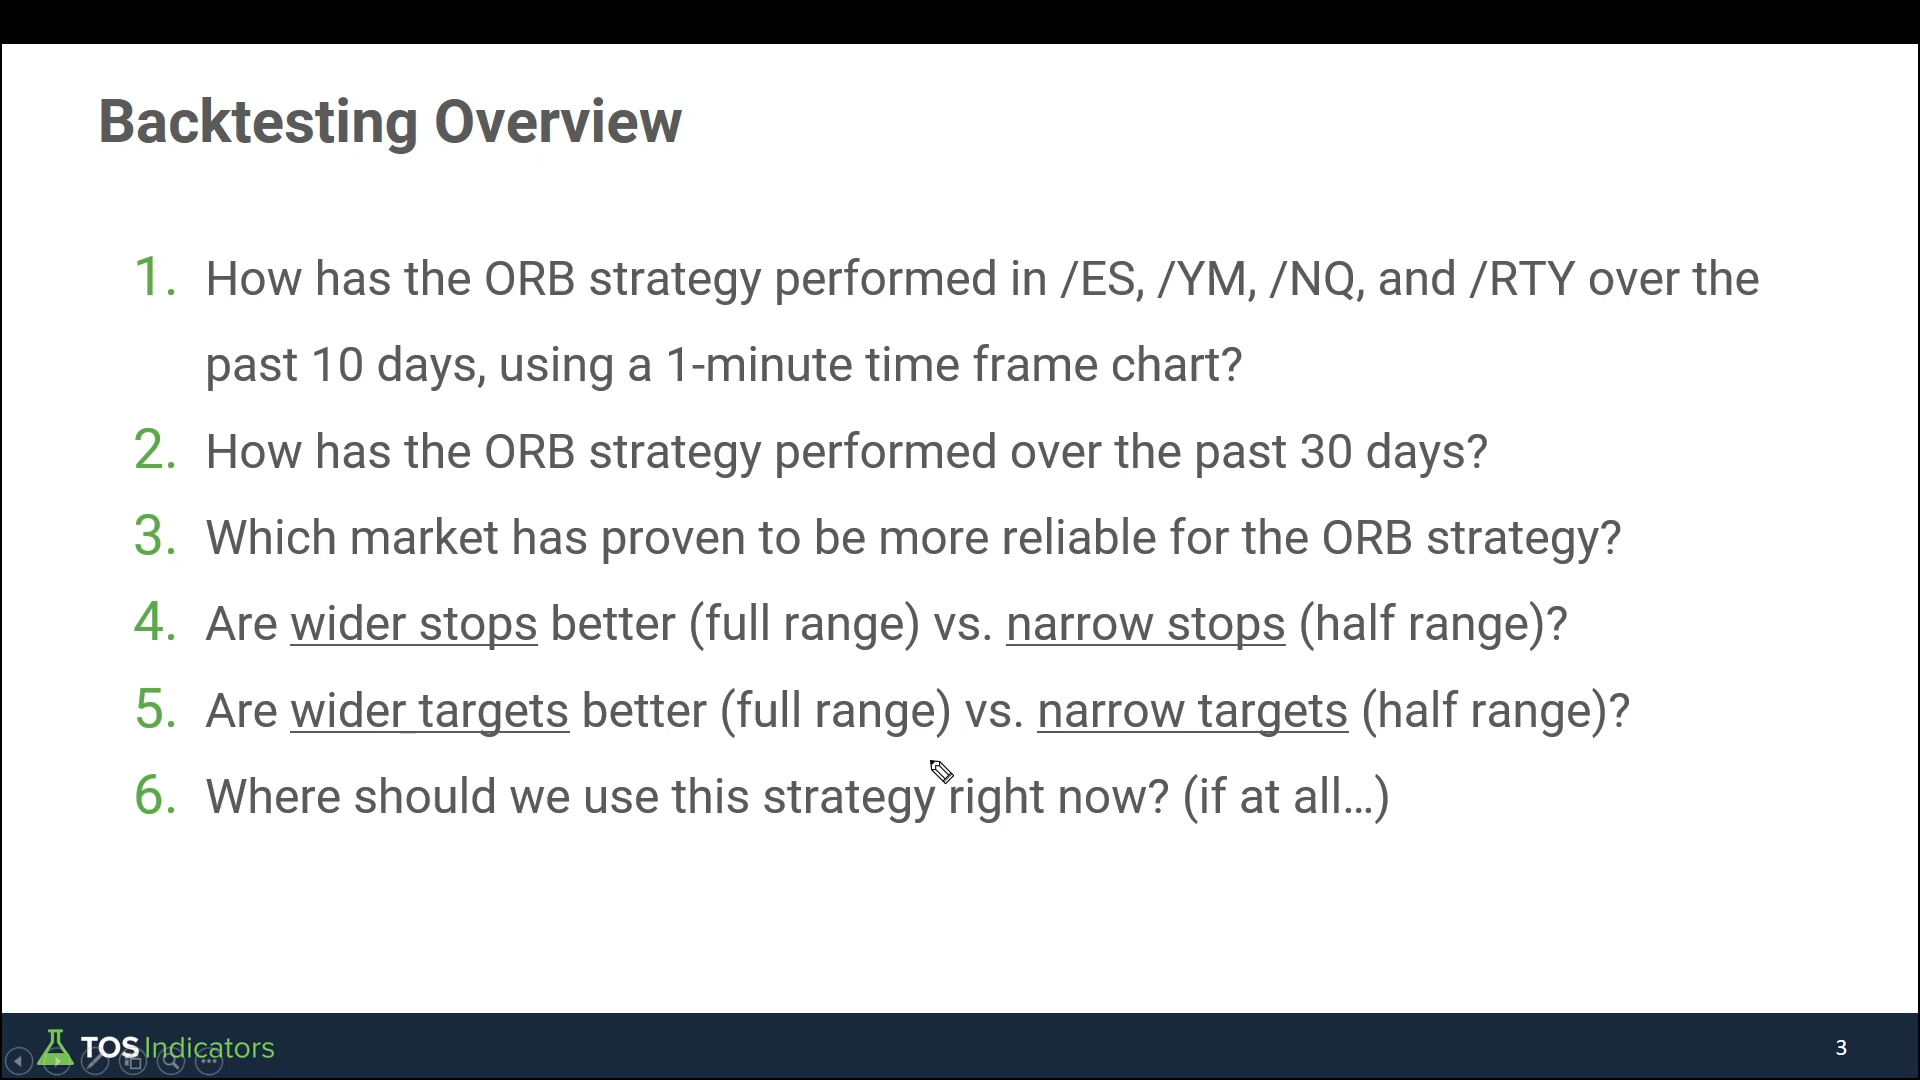 Backtesting Overview
1. How has the ORB strategy performed in /ES, /YM, /NQ, and /RTY over the
past 10 days, using a 1-minute time frame chart?
2. How has the ORB strategy performed over the past 30 days?
3. Which market has proven to be more reliable for the ORB strategy?
4. Are wider stops better (full range) vs. narrow stops (half range)?
5. Are wider targets better (full range) vs. narrow targets (half range)?
6. Where should we use this strategy right now? (if at all…)
TOS Indicators
3